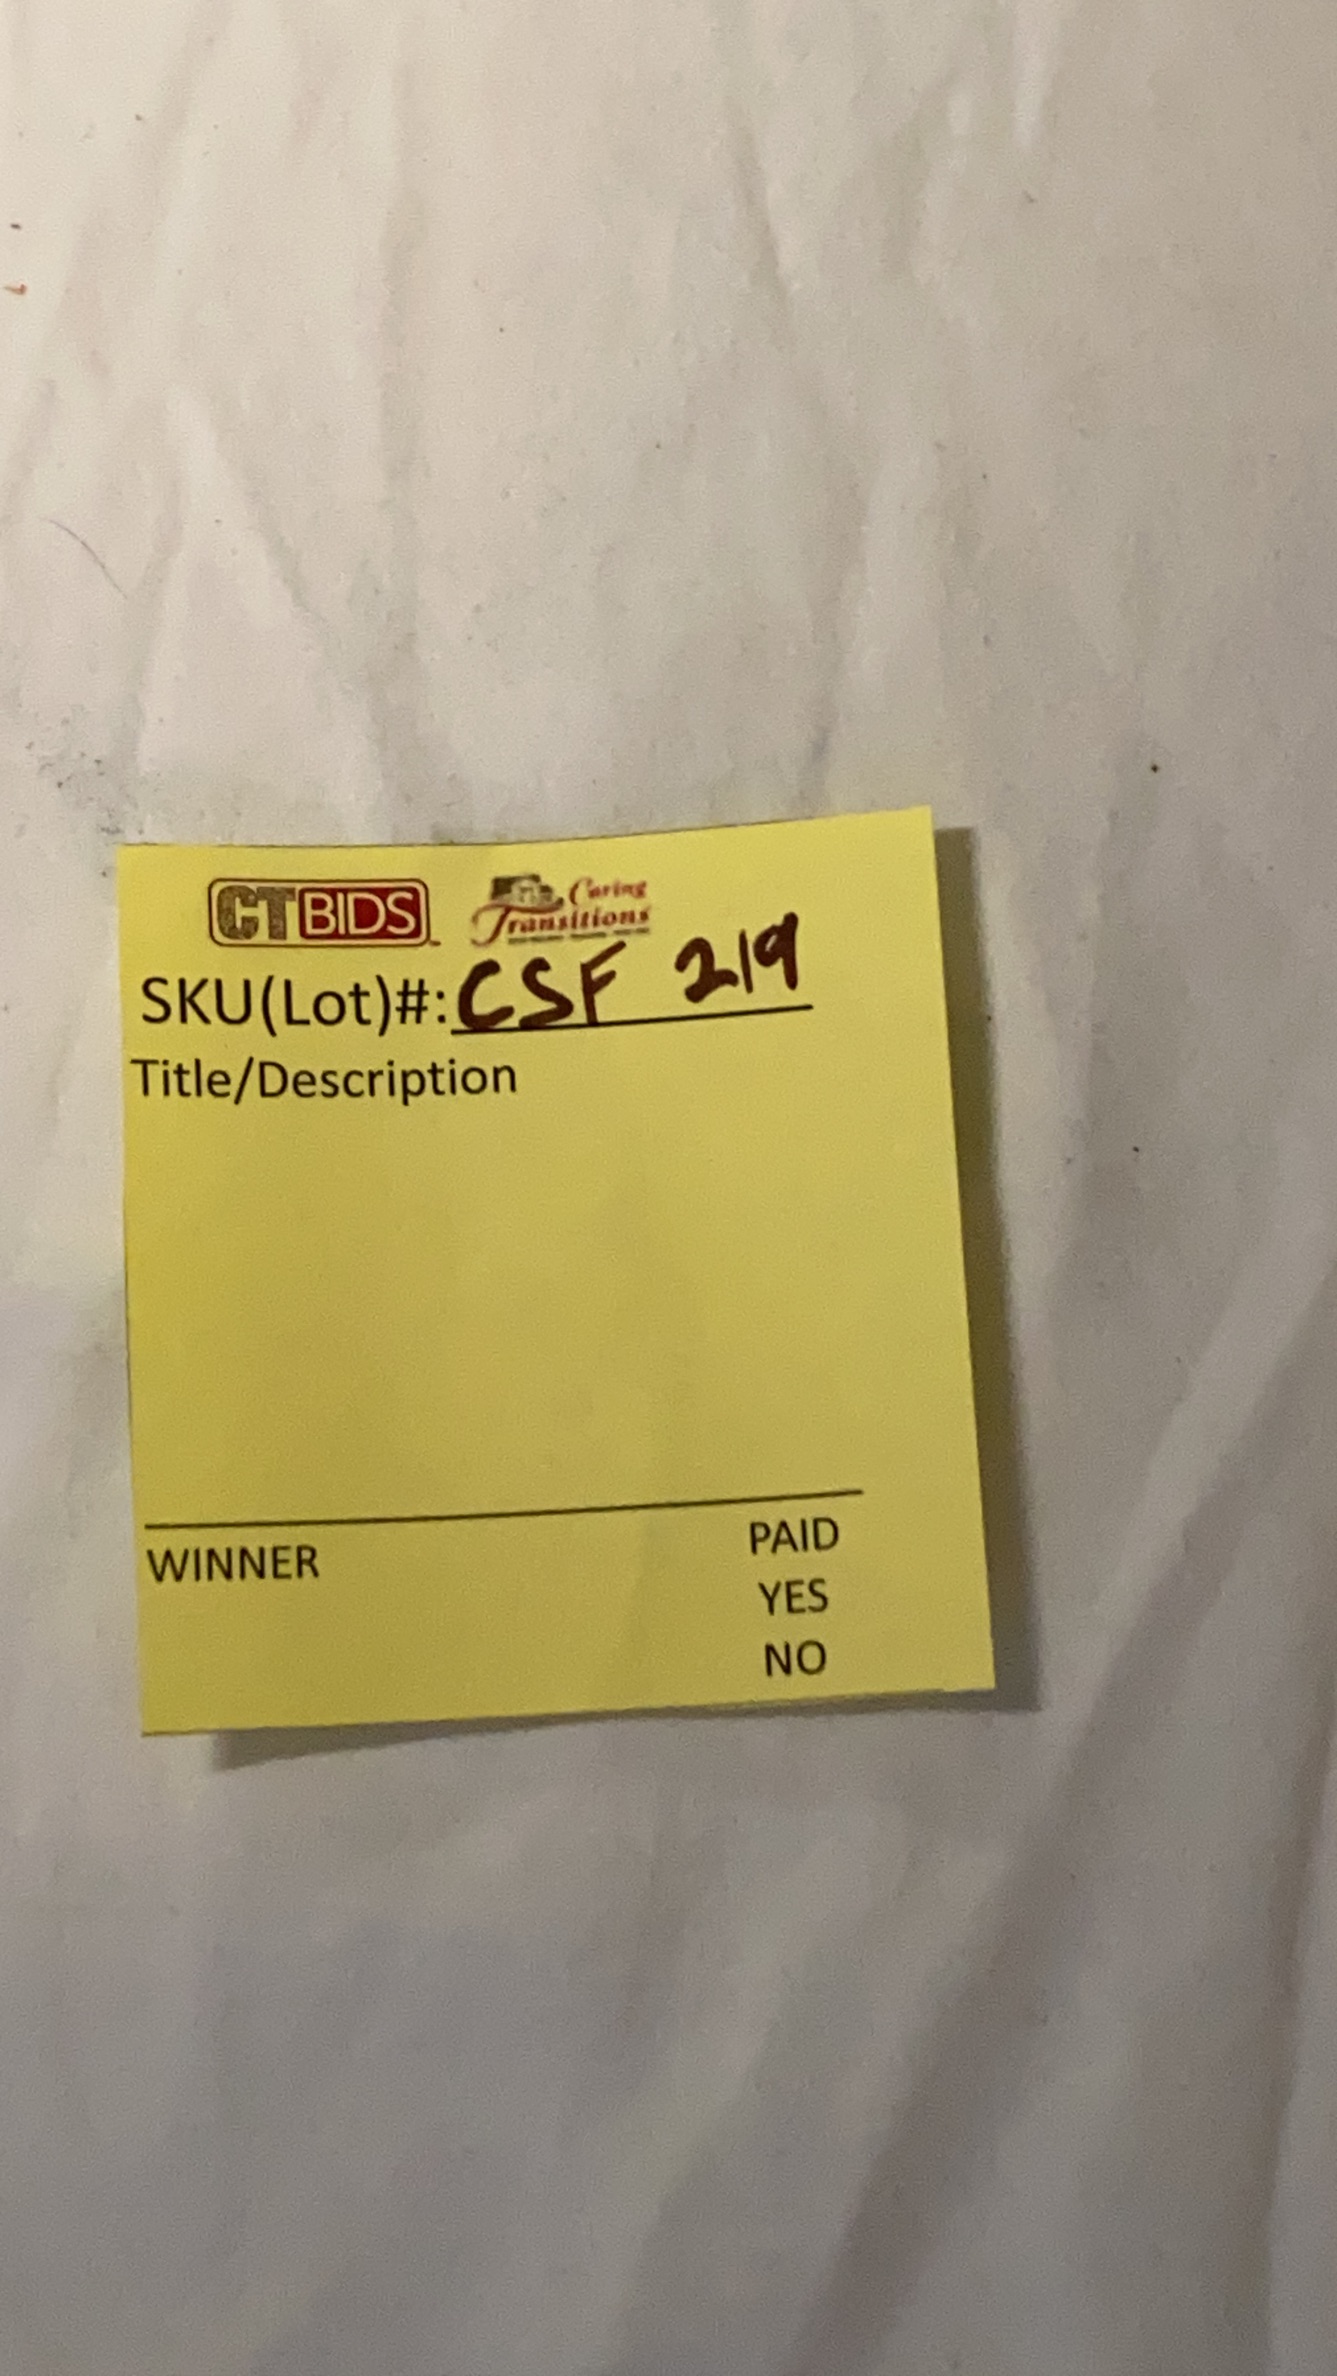 CTBIDS
Caring
Transitions
SKU(Lot)#: CSF 219
Title/Description
WINNER
PAID
YES
NO